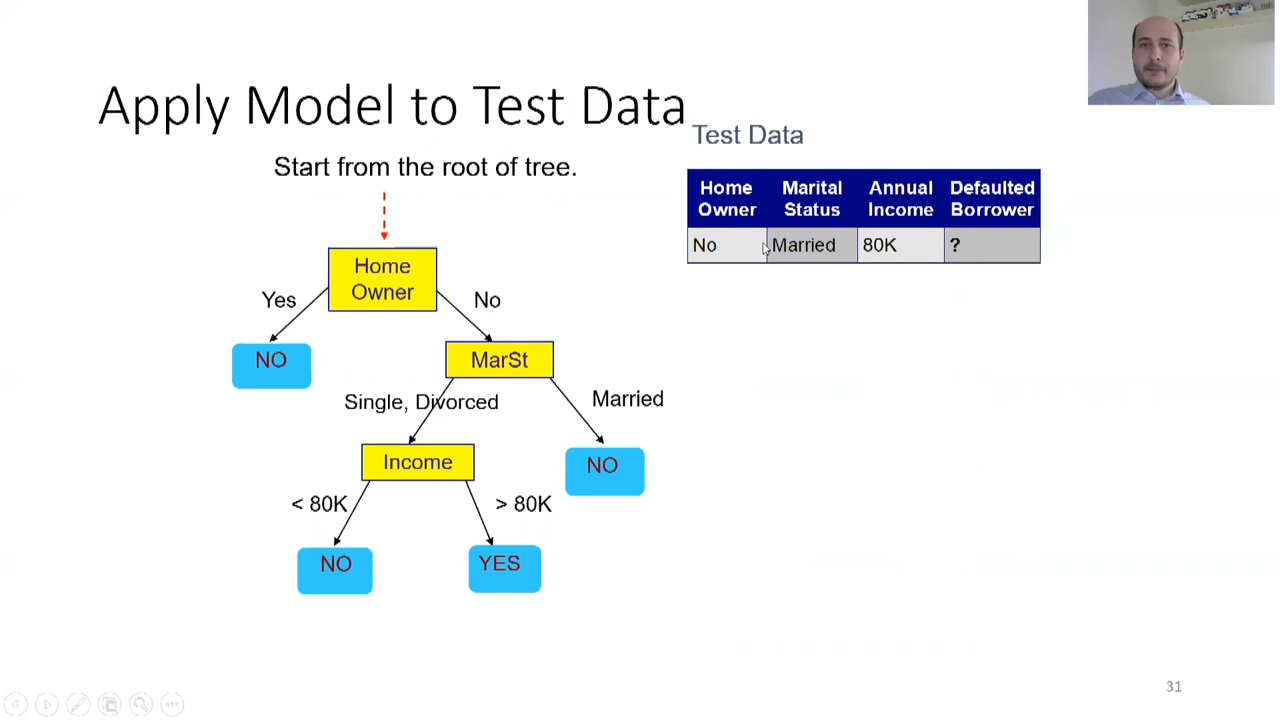 Apply Model to Test Data
Test Data
Start from the root of tree.
Home Owner
Marital Status
Annual Income
Defaulted Borrower
No
Married
80K
?
Home
Owner
Yes
No
NO
MarSt
Single, Divorced
Married
Income
NO
< 80K
> 80K
NO
YES
31